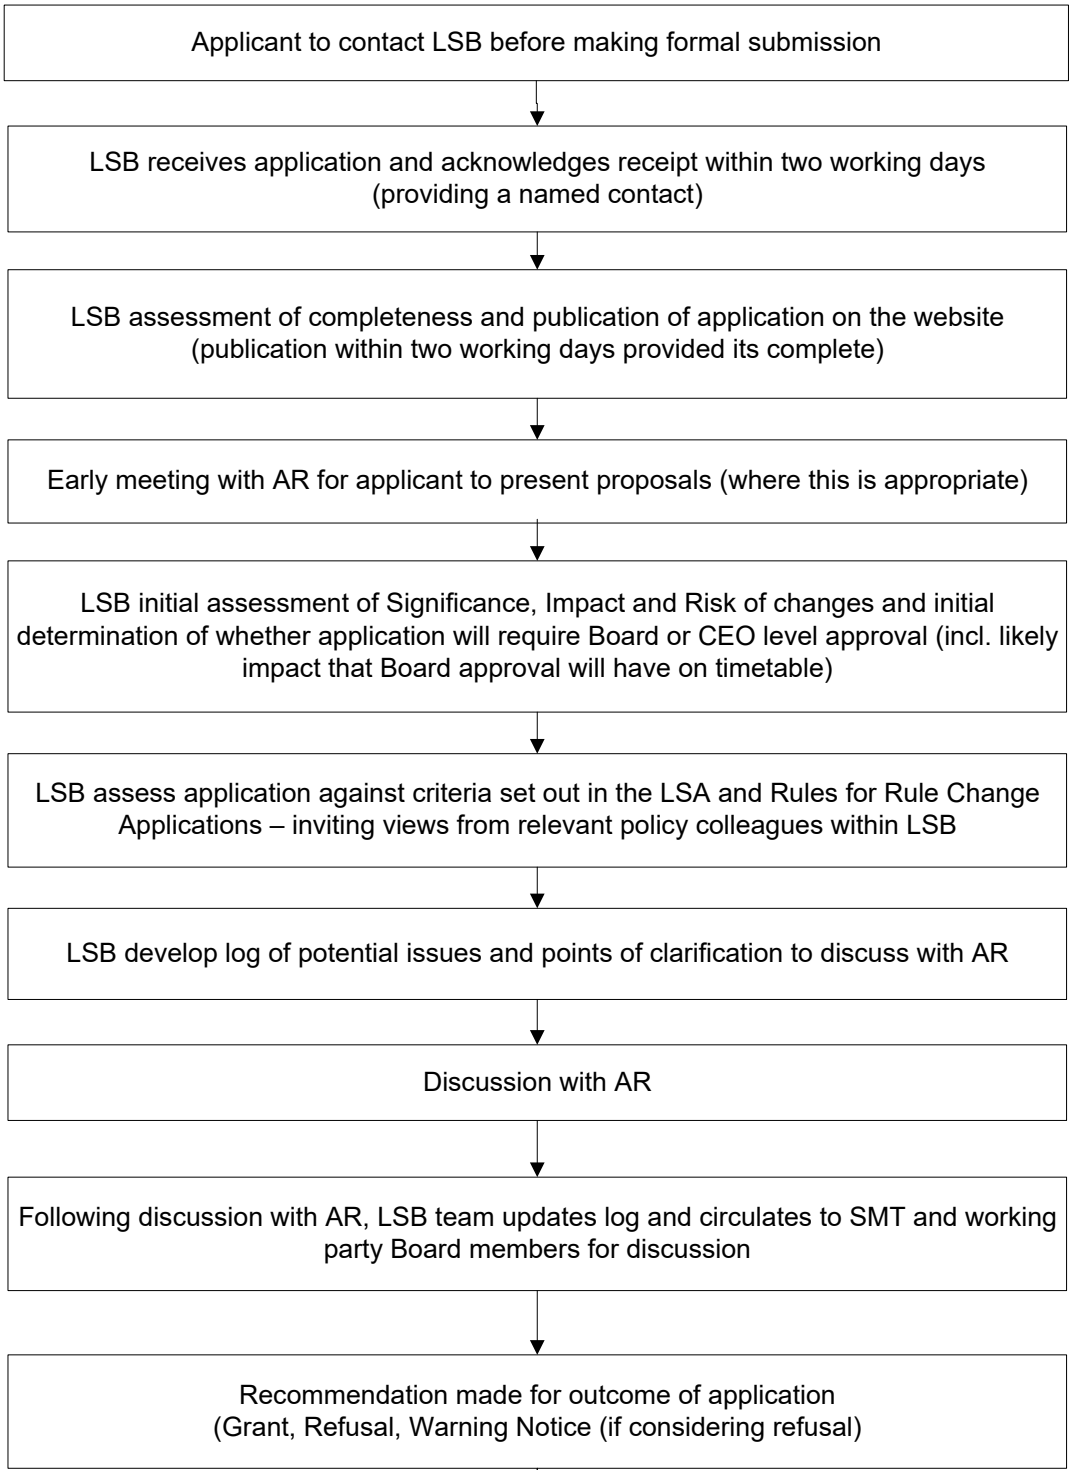 Applicant to contact LSB before making formal submission
LSB receives application and acknowledges receipt within two working days
(providing a named contact)
LSB assessment of completeness and publication of application on the website
(publication within two working days provided its complete)
Early meeting with AR for applicant to present proposals (where this is appropriate)
LSB initial assessment of Significance, Impact and Risk of changes and initial
determination of whether application will require Board or CEO level approval (incl. likely
impact that Board approval will have on timetable)
LSB assess application against criteria set out in the LSA and Rules for Rule Change
Applications – inviting views from relevant policy colleagues within LSB
LSB develop log of potential issues and points of clarification to discuss with AR
Discussion with AR
Following discussion with AR, LSB team updates log and circulates to SMT and working
party Board members for discussion
Recommendation made for outcome of application
(Grant, Refusal, Warning Notice (if considering refusal)